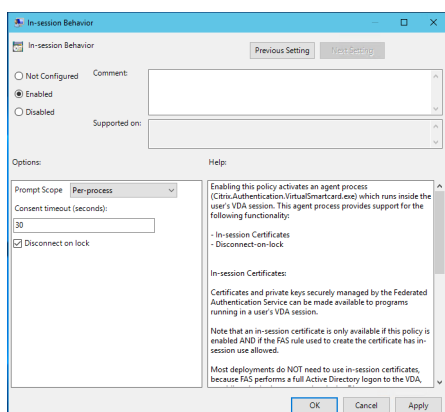 In-session Behavior
In-session Behavior
Previous Setting
Next Setting
Not Configured
Comment:
Enabled
Disabled
Supported on:
Options:
Help:
Prompt Scope
Per-process
Consent timeout (seconds):
30
Disconnect on lock
Enabling this policy activates an agent process
(Citrix.Authentication.VirtualSmartcard.exe) which runs inside the
user's VDA session. This agent process provides support for the
following functionality:
- In-session Certificates
- Disconnect-on-lock
In-session Certificates:
Certificates and private keys securely managed by the Federated
Authentication Service can be made available to programs
running in a user's VDA session.
Note that an in-session certificate is only available if this policy is
enabled AND if the FAS rule used to create the certificate has in-
session use allowed.
Most deployments do NOT need to use in-session certificates,
because FAS performs a full Active Directory logon to the VDA,
OK
Cancel
Apply